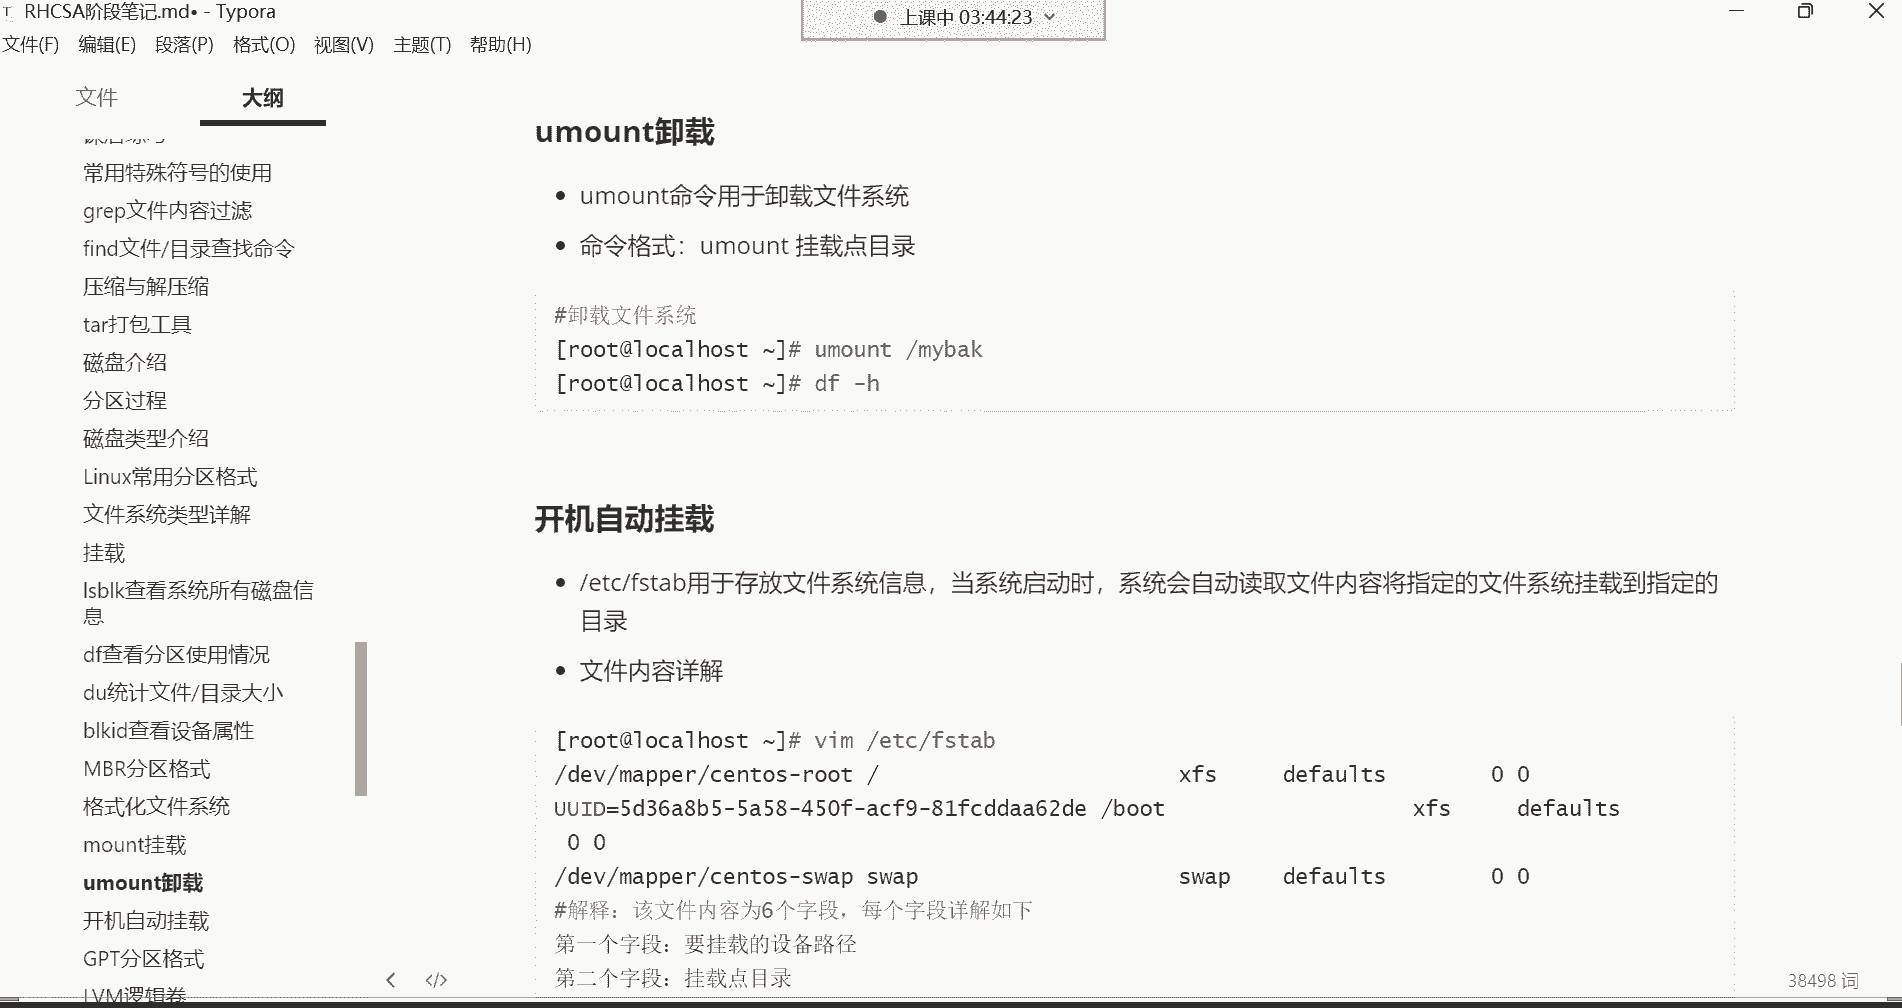 RHCSA阶段笔记.md• - Typora
上课中 03:44:23
文件(F) 编辑(E) 段落(P) 格式(O) 视图(V) 主题(T) 帮助(H)
文件 大纲
常用特殊符号的使用
grep文件内容过滤
find文件/目录查找命令
压缩与解压缩
tar打包工具
磁盘介绍
分区过程
磁盘类型介绍
Linux常用分区格式
文件系统类型详解
挂载
lsblk查看系统所有磁盘信
息
df查看分区使用情况
du统计文件/目录大小
blkid查看设备属性
MBR分区格式
格式化文件系统
mount挂载
umount卸载
开机自动挂载
GPT分区格式
LVM逻辑卷
umount卸载
umount命令用于卸载文件系统
命令格式：umount 挂载点目录
#卸载文件系统
[root@localhost ~]# umount /mybak
[root@localhost ~]# df -h
开机自动挂载
/etc/fstab用于存放文件系统信息，当系统启动时，系统会自动读取文件内容将指定的文件系统挂载到指定的
目录
文件内容详解
[root@localhost ~]# vim /etc/fstab
/dev/mapper/centos-root / xfs defaults 0 0
UUID=5d36a8b5-5a58-450f-acf9-81fcddaa62de /boot xfs defaults
0 0
/dev/mapper/centos-swap swap swap defaults 0 0
#解释：该文件内容为6个字段，每个字段详解如下
第一个字段：要挂载的设备路径
第二个字段：挂载点目录
38498 词